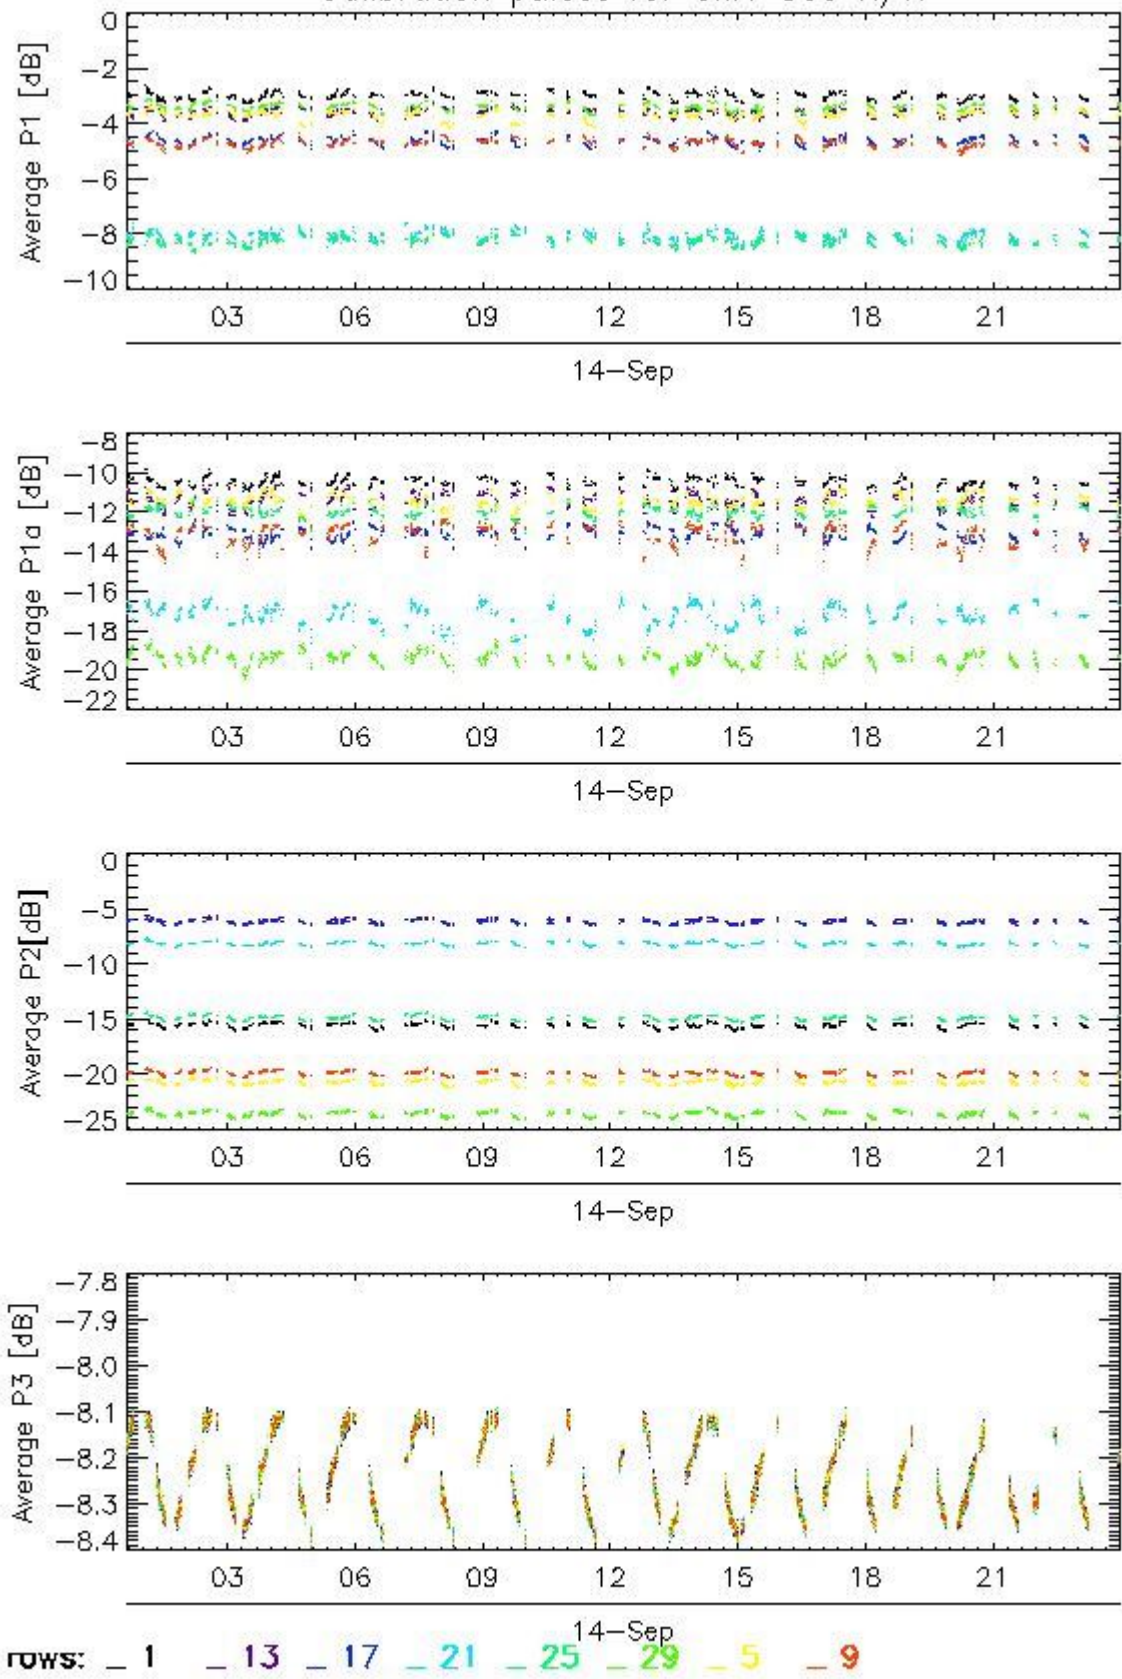 0
−2
−4
−6
−8
−10
Average P1 [dB]
03 06 09 12 15 18 21
14−Sep
−8
−10
−12
−14
−16
−18
−20
−22
Average P1a [dB]
03 06 09 12 15 18 21
14−Sep
0
−5
−10
−15
−20
−25
Average P2[dB]
03 06 09 12 15 18 21
14−Sep
−7.8
−7.9
−8.0
−8.1
−8.2
−8.3
−8.4
Average P3 [dB]
03 06 09 12 15 18 21
14−Sep
rows: _ 1 _ 13 _ 17 _ 21 _ 25 _ 29 _ 5 _ 9